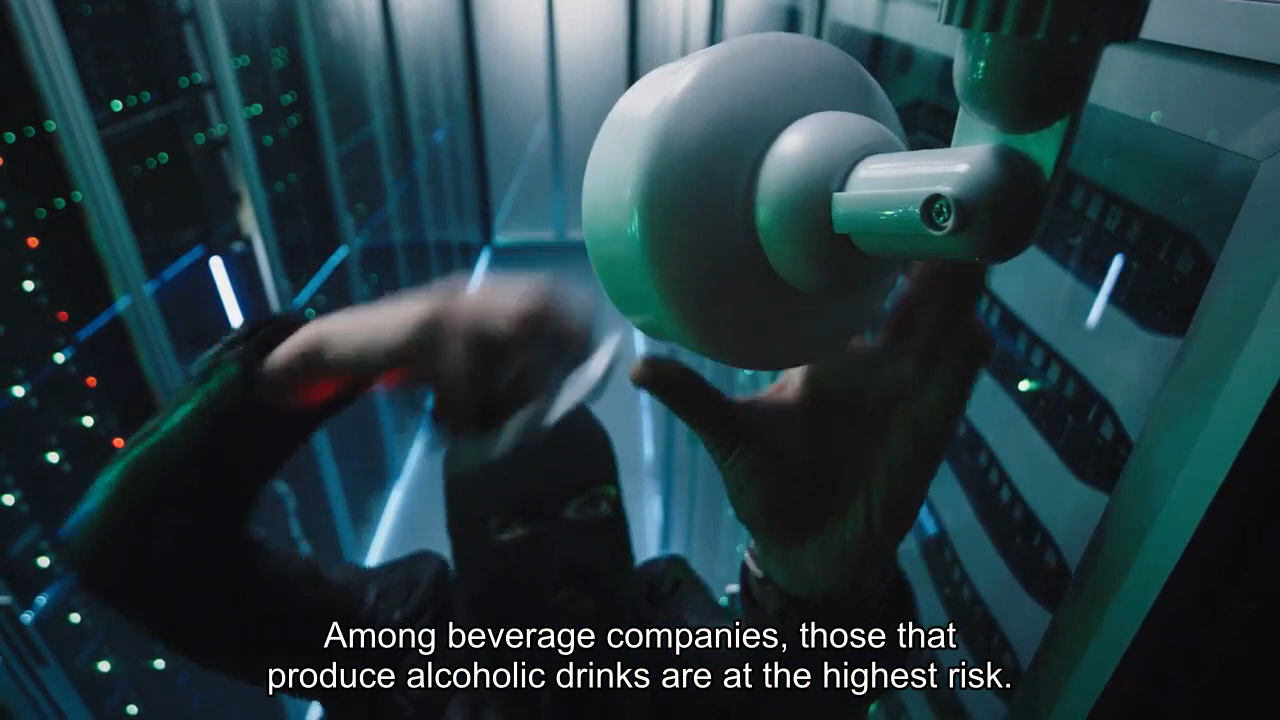 Among beverage companies, those that
produce alcoholic drinks are at the highest risk.